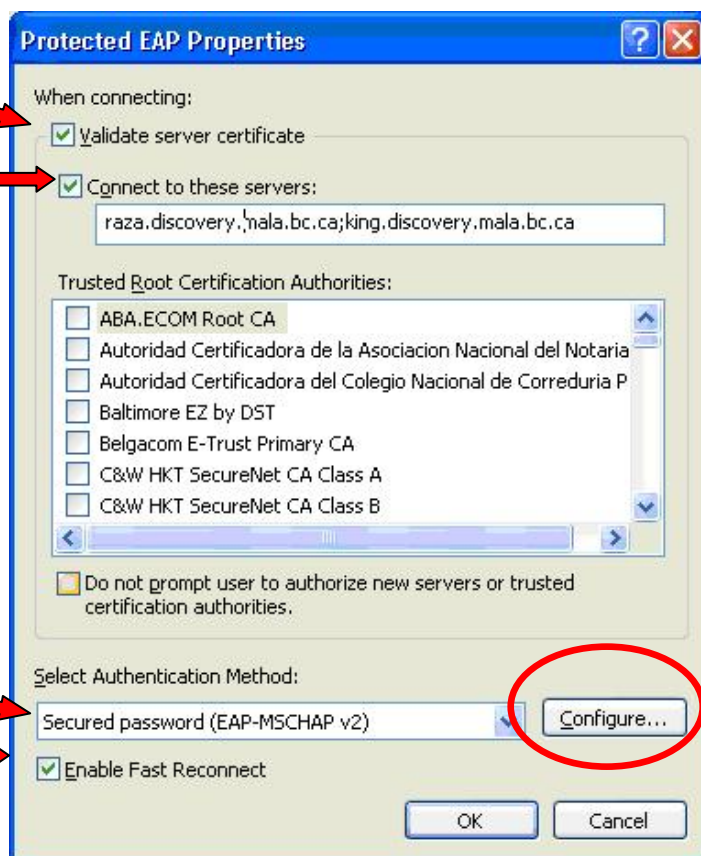 Protected EAP Properties
When connecting:
Validate server certificate
Connect to these servers:
raza.discovery.mala.bc.ca;king.discovery.mala.bc.ca
Trusted Root Certification Authorities:
ABA.ECOM Root CA
Autoridad Certificadora de la Asociacion Nacional del Notaria
Autoridad Certificadora del Colegio Nacional de Correduria P
Baltimore EZ by DST
Belgacom E-Trust Primary CA
C&W HKT SecureNet CA Class A
C&W HKT SecureNet CA Class B
Do not prompt user to authorize new servers or trusted
certification authorities.
Select Authentication Method:
Secured password (EAP-MSCHAP v2)
Configure...
Enable Fast Reconnect
OK
Cancel